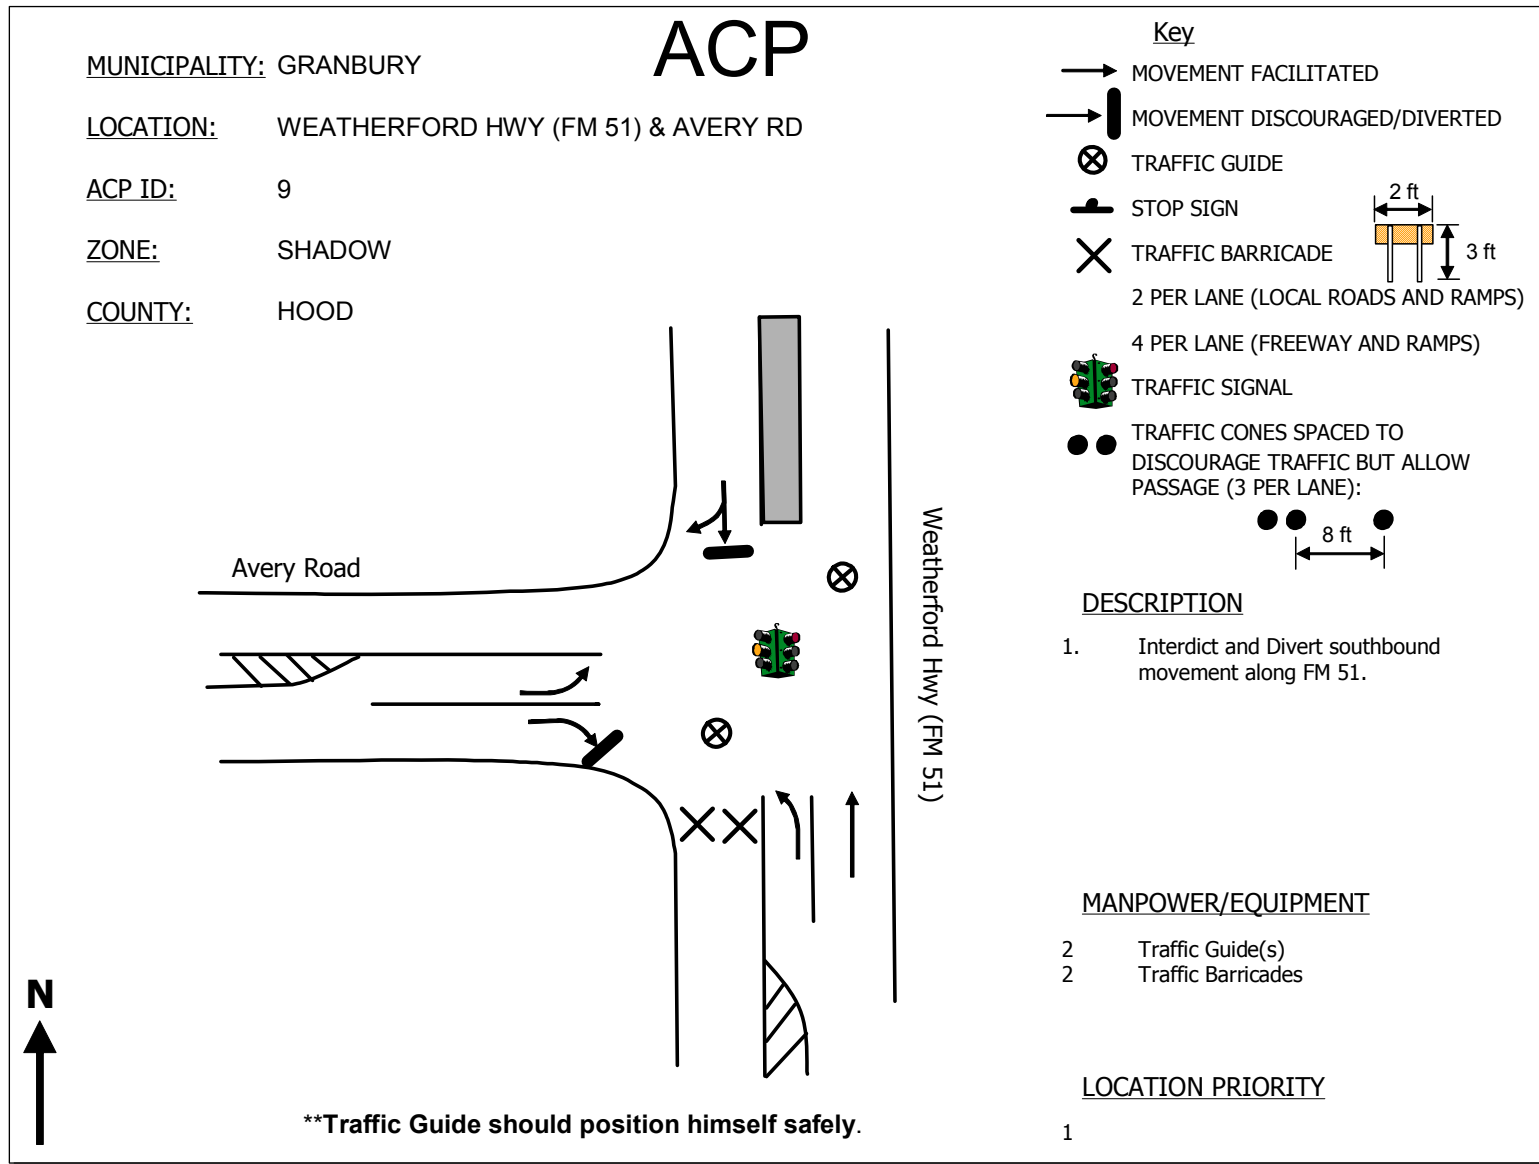 ACP
MUNICIPALITY: GRANBURY
LOCATION: WEATHERFORD HWY (FM 51) & AVERY RD
ACP ID: 9
ZONE: SHADOW
COUNTY: HOOD
Key
MOVEMENT FACILITATED
MOVEMENT DISCOURAGED/DIVERTED
TRAFFIC GUIDE
STOP SIGN
2 ft
TRAFFIC BARRICADE
3 ft
2 PER LANE (LOCAL ROADS AND RAMPS)
4 PER LANE (FREEWAY AND RAMPS)
TRAFFIC SIGNAL
TRAFFIC CONES SPACED TO
DISCOURAGE TRAFFIC BUT ALLOW
PASSAGE (3 PER LANE):
8 ft
Avery Road
Weatherford Hwy (FM 51)
DESCRIPTION
1. Interdict and Divert southbound
movement along FM 51.
MANPOWER/EQUIPMENT
2 Traffic Guide(s)
2 Traffic Barricades
LOCATION PRIORITY
1
N
**Traffic Guide should position himself safely.